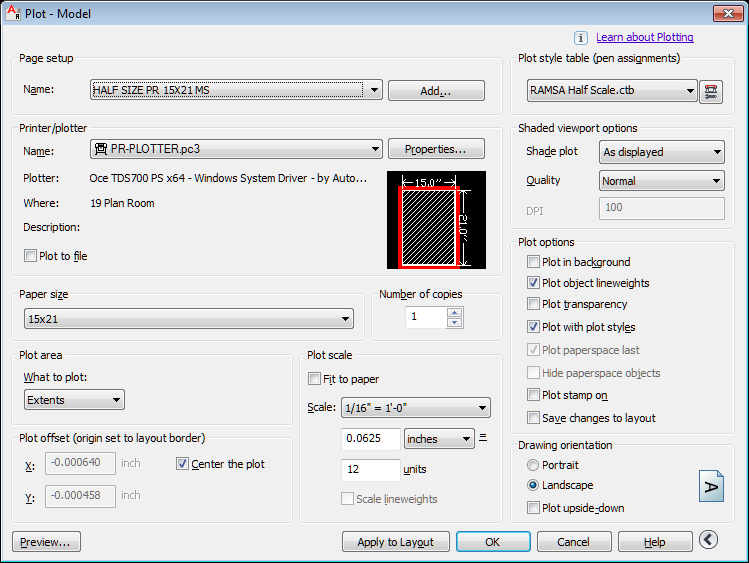 Plot - Model
Learn about Plotting
Page setup
Name:
HALF SIZE PR 15X21 MS
Add...
Plot style table (pen assignments)
RAMSA Half Scale.ctb
Printer/plotter
Name:
PR-PLOTTER.pc3
Properties...
Plotter:
Oce TDS700 PS x64 - Windows System Driver - by Auto...
Where:
19 Plan Room
Description:
Plot to file
15.0''
21.0''
Shaded viewport options
Shade plot
As displayed
Quality
Normal
DPI
100
Paper size
15x21
Number of copies
1
Plot options
Plot in background
Plot object lineweights
Plot transparency
Plot with plot styles
Plot paperspace last
Hide paperspace objects
Plot stamp on
Save changes to layout
Plot area
What to plot:
Extents
Plot scale
Fit to paper
Scale:
1/16" = 1'-0"
0.0625
inches
=
12
units
Scale lineweights
Plot offset (origin set to layout border)
X:
-0.000640
inch
Center the plot
Y:
-0.000458
inch
Drawing orientation
Portrait
Landscape
Plot upside-down
A
Preview...
Apply to Layout
OK
Cancel
Help